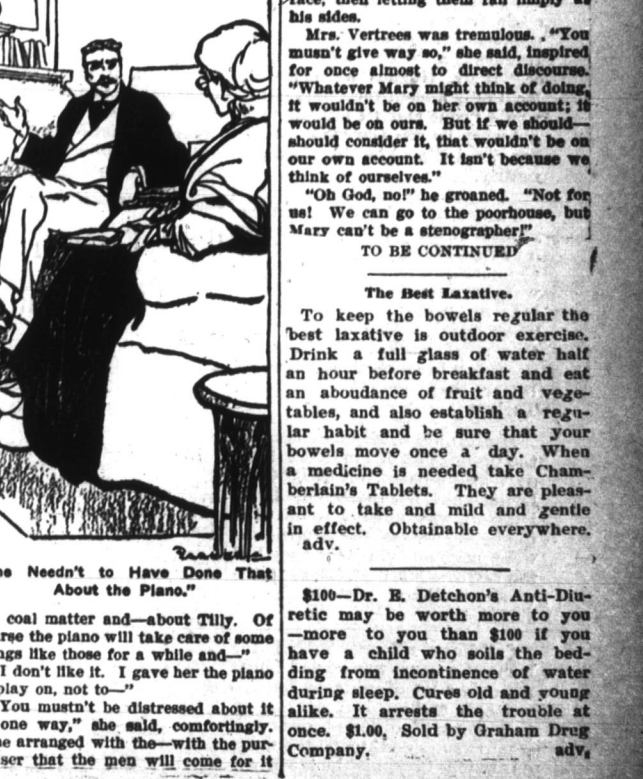 he Needn't to Have Done That
About the Piano."
coal matter and—about Tilly. Of
rse the piano will take care of some
ngs like those for a while and—"
I don't like it. I gave her the piano
play on, not to—"
You mustn't be distressed about it
one way," she said, comfortingly.
e arranged with the—with the pur-
ser that the men will come for it
face, then letting them fall limply at
his sides.
Mrs. Vertrees was tremulous. "You
musn't give way so," she said, inspired
for once almost to direct discourse.
"Whatever Mary might think of doing,
it wouldn't be on her own account; it
would be on ours. But if we should—
should consider it, that wouldn't be on
our own account. It isn't because we
think of ourselves."
"Oh God, no!" he groaned. "Not for
us! We can go to the poorhouse, but
Mary can't be a stenographer!"
TO BE CONTINUED
The Best Laxative.
To keep the bowels regular the
best laxative is outdoor exercise.
Drink a full glass of water half
an hour before breakfast and eat
an aboudance of fruit and vege-
tables, and also establish a regu-
lar habit and be sure that your
bowels move once a day. When
a medicine is needed take Cham-
berlain's Tablets. They are pleas-
ant to take and mild and gentle
in effect. Obtainable everywhere.
adv.
$100—Dr. E. Detchon's Anti-Diu-
retic may be worth more to you
—more to you than $100 if you
have a child who soils the bed-
ding from incontinence of water
during sleep. Cures old and young
alike. It arrests the trouble at
once. $1.00. Sold by Graham Drug
Company. adv.